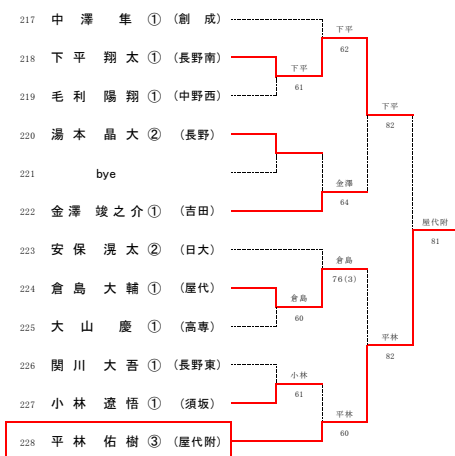 217 中澤 隼 ① (創成)
下平
62
218 下平 翔太 ① (長野南)
下平
61
219 毛利 陽翔 ① (中野西)
下平
82
220 湯本 晶大 ② (長野)
221 bye
金澤
64
222 金澤 竣之介 ① (吉田)
屋代附
81
223 安保 滉太 ② (日大)
倉島
76(3)
224 倉島 大輔 ① (屋代)
倉島
60
225 大山 慶 ① (高専)
平林
82
226 関川 大吾 ① (長野東)
小林
61
227 小林 遼悟 ① (須坂)
平林
60
228 平林 佑樹 ③ (屋代附)